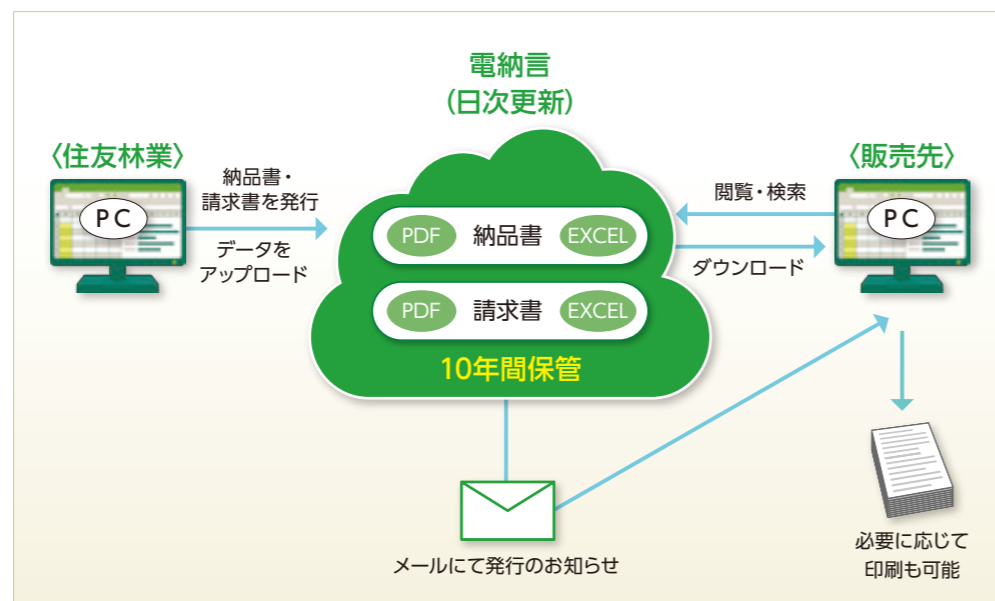 電納言
(日次更新)
〈住友林業〉
PC
納品書・
請求書を発行
データを
アップロード
PDF 納品書 EXCEL
PDF 請求書 EXCEL
10年間保管
〈販売先〉
PC
閲覧・検索
ダウンロード
メールにて発行のお知らせ
必要に応じて
印刷も可能